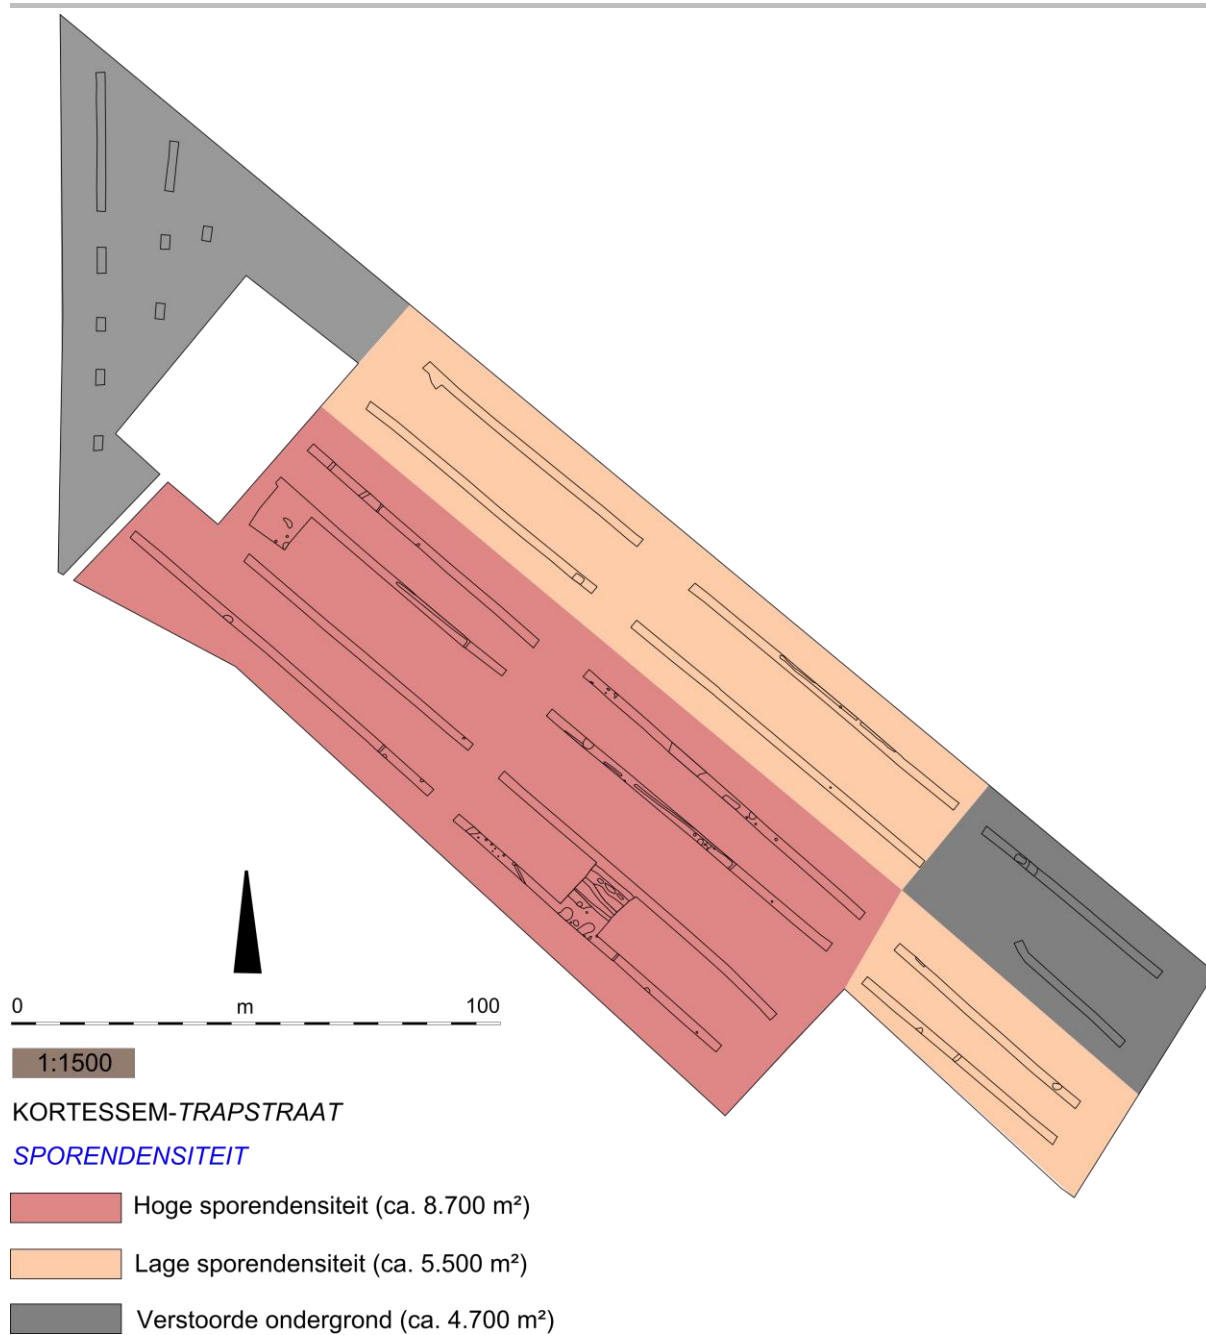 0 m 100
1:1500
KORTESSEM-TRAPSTRAAT
SPORENDENSITEIT
Hoge sporendensiteit (ca. 8.700 m²)
Lage sporendensiteit (ca. 5.500 m²)
Verstoorde ondergrond (ca. 4.700 m²)